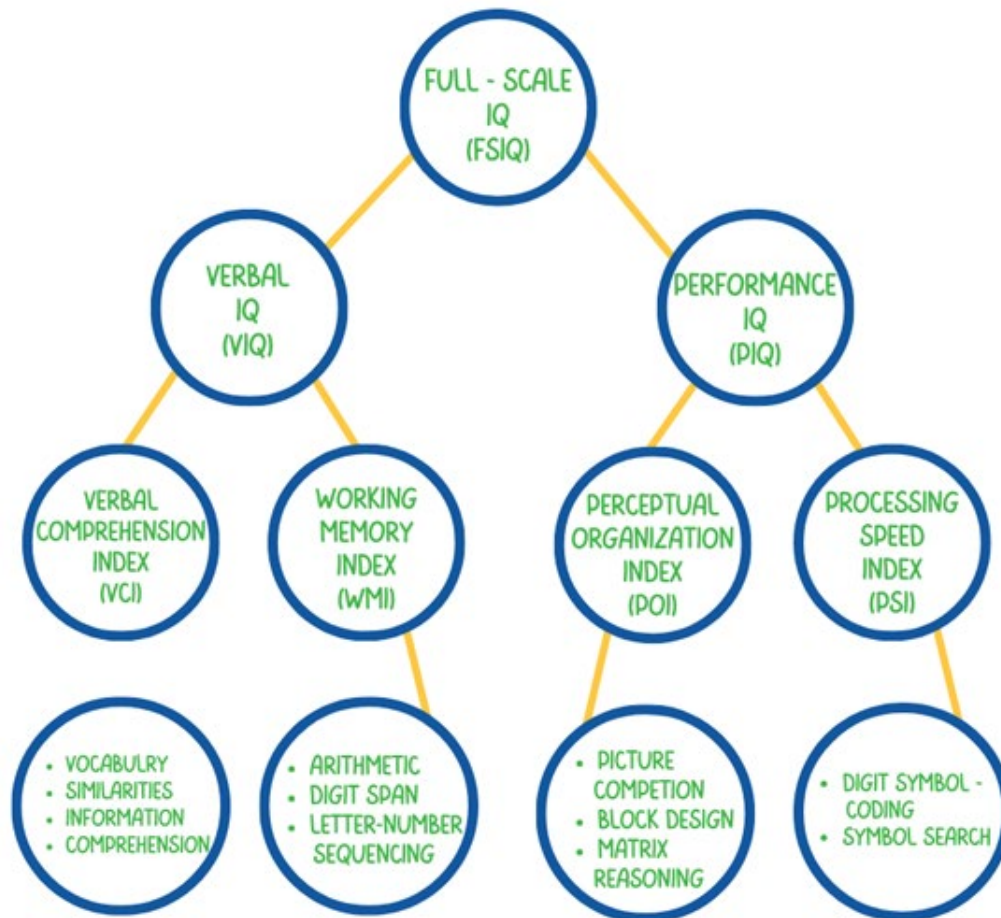 FULL - SCALE
IQ
(FSIQ)
VERBAL
IQ
(VIQ)
PERFORMANCE
IQ
(PIQ)
VERBAL
COMPREHENSION
INDEX
(VCI)
WORKING
MEMORY
INDEX
(WMI)
PERCEPTUAL
ORGANIZATION
INDEX
(POI)
PROCESSING
SPEED
INDEX
(PSI)
• VOCABULRY
• SIMILARITIES
• INFORMATION
• COMPREHENSION
• ARITHMETIC
• DIGIT SPAN
• LETTER-NUMBER
SEQUENCING
• PICTURE
COMPETION
• BLOCK DESIGN
• MATRIX
REASONING
• DIGIT SYMBOL -
CODING
• SYMBOL SEARCH